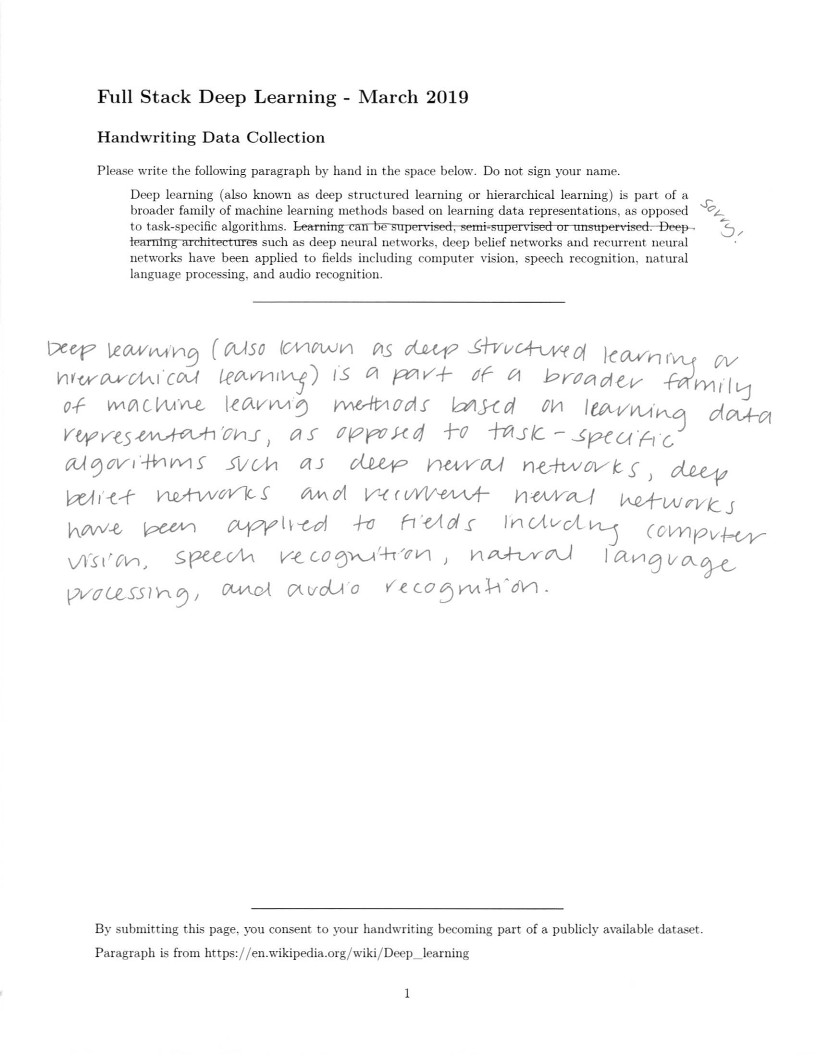 Full Stack Deep Learning - March 2019
Handwriting Data Collection
Please write the following paragraph by hand in the space below. Do not sign your name.
Deep learning (also known as deep structured learning or hierarchical learning) is part of a
broader family of machine learning methods based on learning data representations, as opposed
to task-specific algorithms. Learning can be supervised, semi-supervised or unsupervised. Deep
learning architectures such as deep neural networks, deep belief networks and recurrent neural
networks have been applied to fields including computer vision, speech recognition, natural
language processing, and audio recognition.
sorry!
Deep learning (also known as deep structured learning or
hierarchical learning) is a part of a broader family
of machine learnig methods based on learning data
representations, as opposed to task-specific
algorithms such as deep neural networks, deep
belief networks and recurrent neural networks
have been applied to fields includng computer
vision, speech recognition, natural language
processing, and audio recognition.
By submitting this page, you consent to your handwriting becoming part of a publicly available dataset.
Paragraph is from https://en.wikipedia.org/wiki/Deep_learning
1